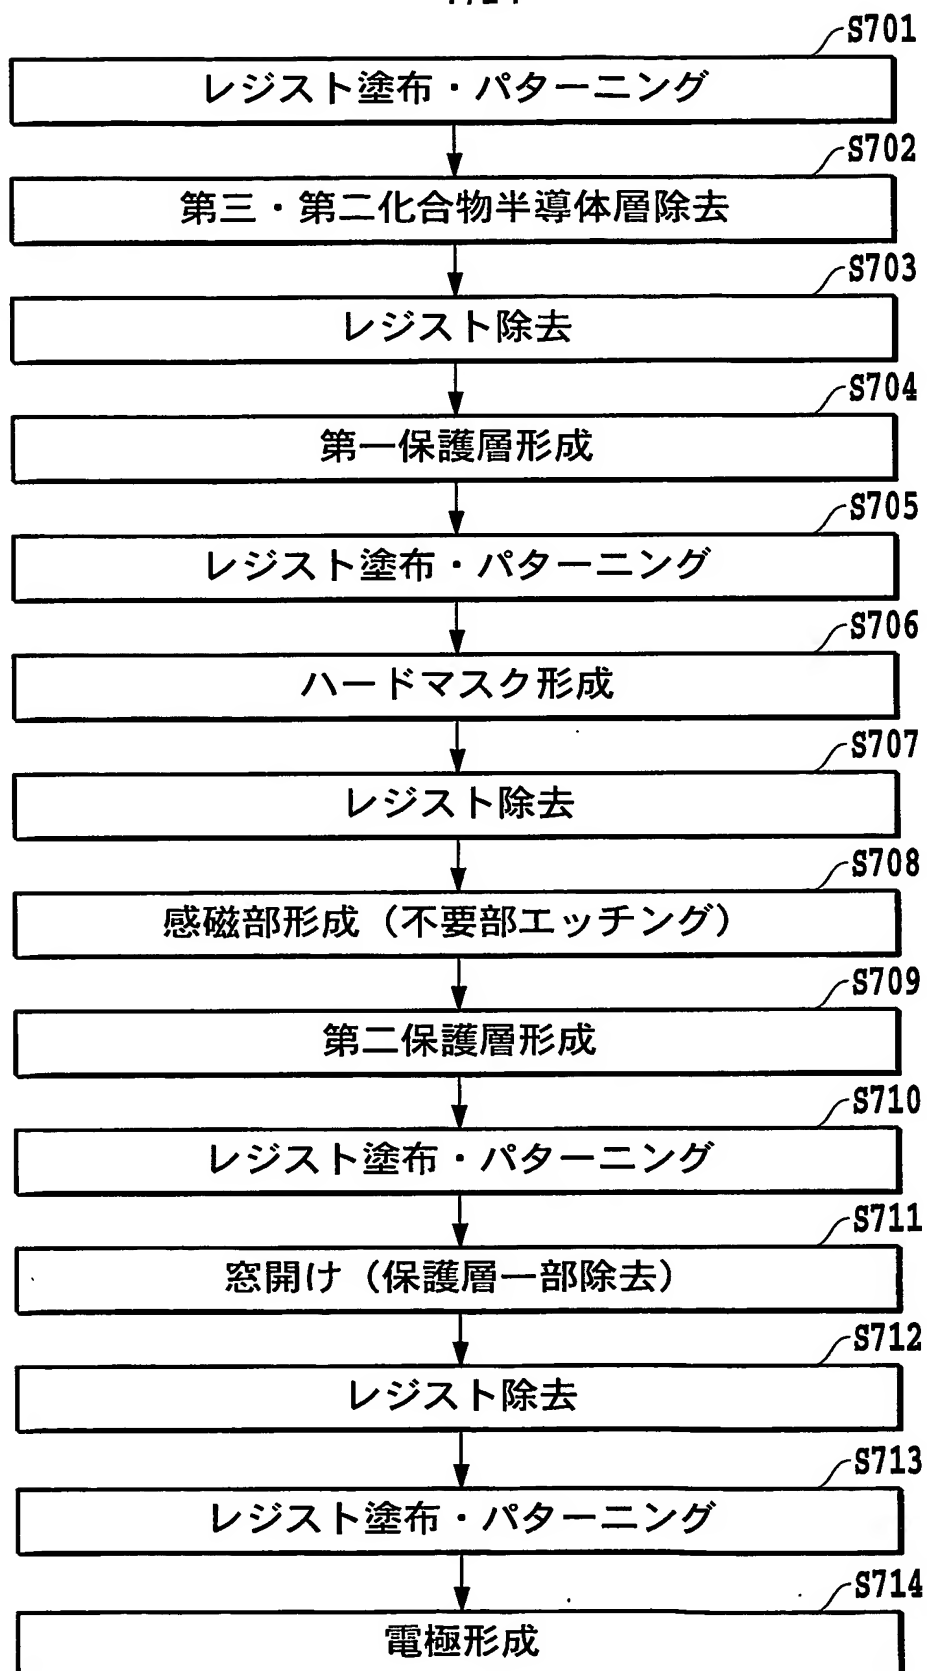 S701
レジスト塗布・パターニング
S702
第三・第二化合物半導体層除去
S703
レジスト除去
S704
第一保護層形成
S705
レジスト塗布・パターニング
S706
ハードマスク形成
S707
レジスト除去
S708
感磁部形成（不要部エッチング）
S709
第二保護層形成
S710
レジスト塗布・パターニング
S711
窓開け（保護層一部除去）
S712
レジスト除去
S713
レジスト塗布・パターニング
S714
電極形成